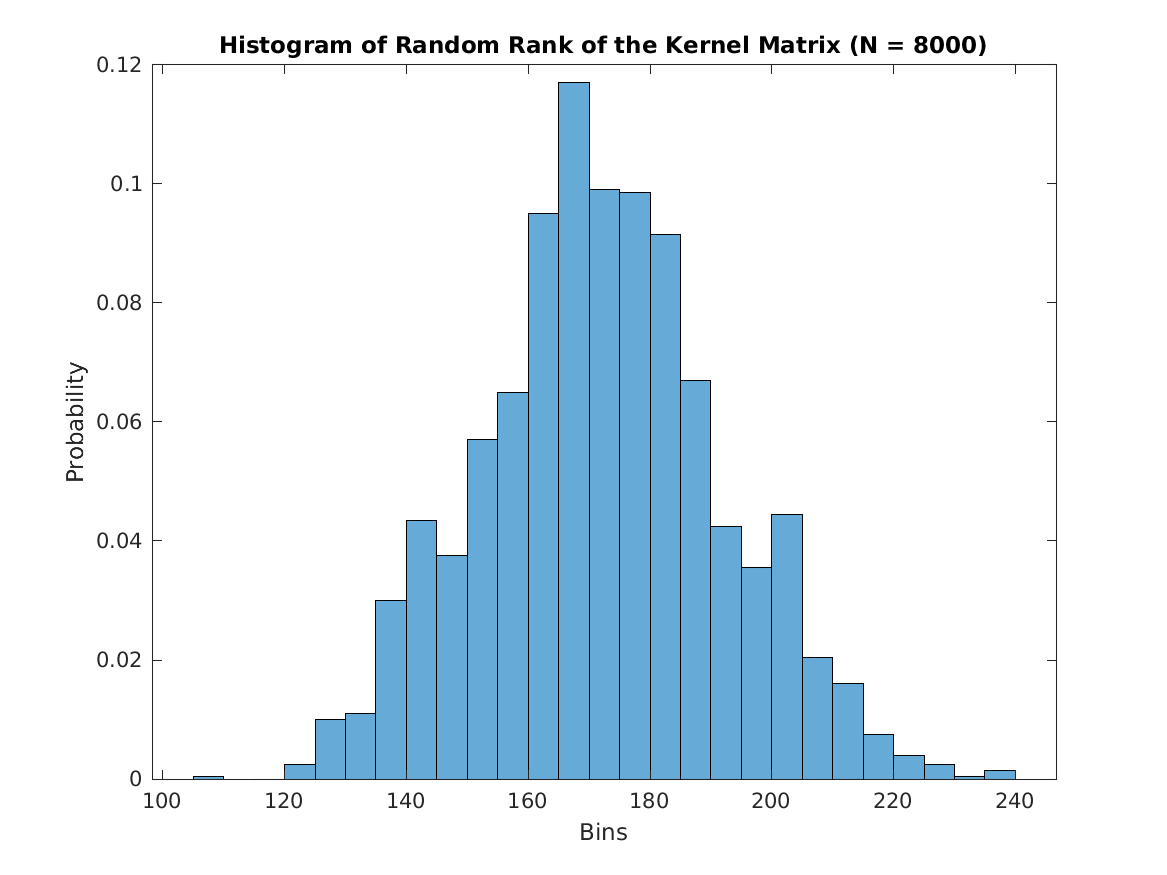 Histogram of Random Rank of the Kernel Matrix (N = 8000)
0.12
0.1
0.08
0.06
0.04
0.02
0
Probability
100 120 140 160 180 200 220 240
Bins